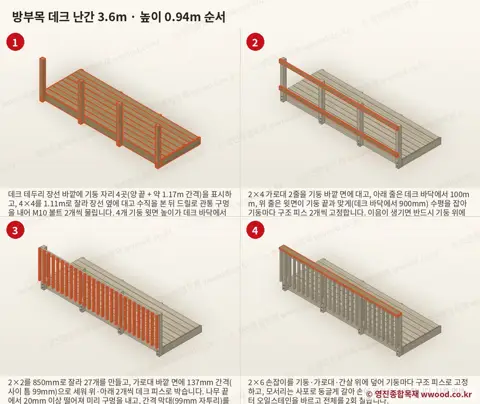 방부목 데크 난간 3.6m · 높이 0.94m 순서
1
2
데크 테두리 장선 바깥에 기둥 자리 4곳(양 끝 + 약 1.17m 간격)을 표시하
고, 4×4를 1.11m로 잘라 장선 옆에 대고 수직을 본 뒤 드릴로 관통 구멍
을 내어 M10 볼트 2개씩 물립니다. 4개 기둥 윗면 높이가 데크 바닥에서
2×4 가로대 2줄을 기둥 바깥 면에 대고, 아래 줄은 데크 바닥에서 100m
m, 위 줄은 윗면이 기둥 끝과 맞게(데크 바닥에서 900mm) 수평을 잡아
기둥마다 구조 피스 2개씩 고정합니다. 이음이 생기면 반드시 기둥 위에
3
4
2×2를 850mm로 잘라 27개를 만들고, 가로대 바깥 면에 137mm 간격(
사이 틈 99mm)으로 세워 위·아래 2개씩 데크 피스로 박습니다. 나무 끝
에서 20mm 이상 떨어져 미리 구멍을 내고, 간격 막대(99mm 자투리)를
2×6 손잡이를 기둥·가로대·간살 위에 덮어 기둥마다 구조 피스로 고정
하고, 모서리는 사포로 둥글게 갈아
터 오일스테인을 바르고 전체를 2회 칠합니다.
© 영진종합목재 wwood.co.kr